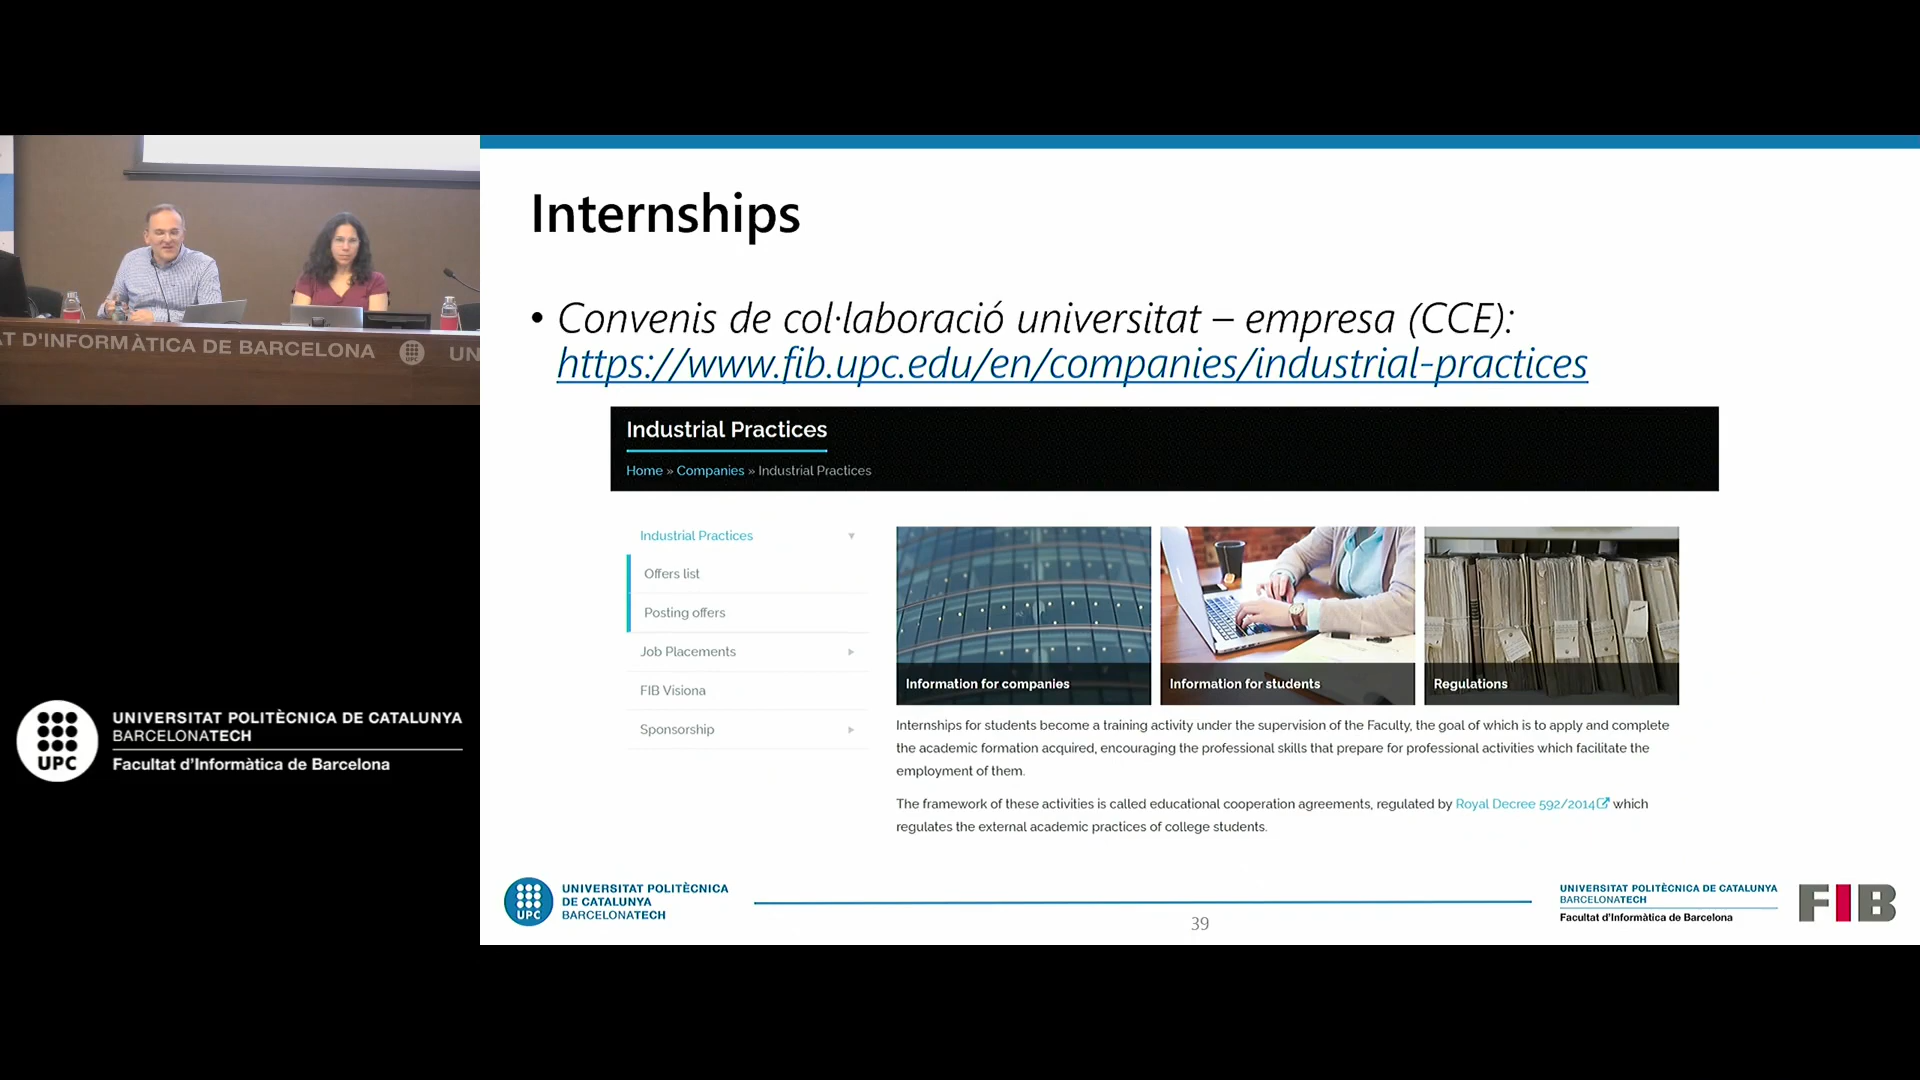 AT D'INFORMÀTICA DE BARCELONA
UN
UPC
UNIVERSITAT POLITÈCNICA DE CATALUNYA
BARCELONATECH
Facultat d'Informàtica de Barcelona
Internships
• Convenis de col·laboració universitat – empresa (CCE):
https://www.fib.upc.edu/en/companies/industrial-practices
Industrial Practices
Home » Companies » Industrial Practices
Industrial Practices
Offers list
Posting offers
Job Placements
FIB Visiona
Sponsorship
Information for companies
Information for students
Regulations
Internships for students become a training activity under the supervision of the Faculty, the goal of which is to apply and complete
the academic formation acquired, encouraging the professional skills that prepare for professional activities which facilitate the
employment of them.
The framework of these activities is called educational cooperation agreements, regulated by Royal Decree 592/2014 which
regulates the external academic practices of college students.
UPC
UNIVERSITAT POLITÈCNICA
DE CATALUNYA
BARCELONATECH
39
UNIVERSITAT POLITÈCNICA DE CATALUNYA
BARCELONATECH
Facultat d'Informàtica de Barcelona
FIB